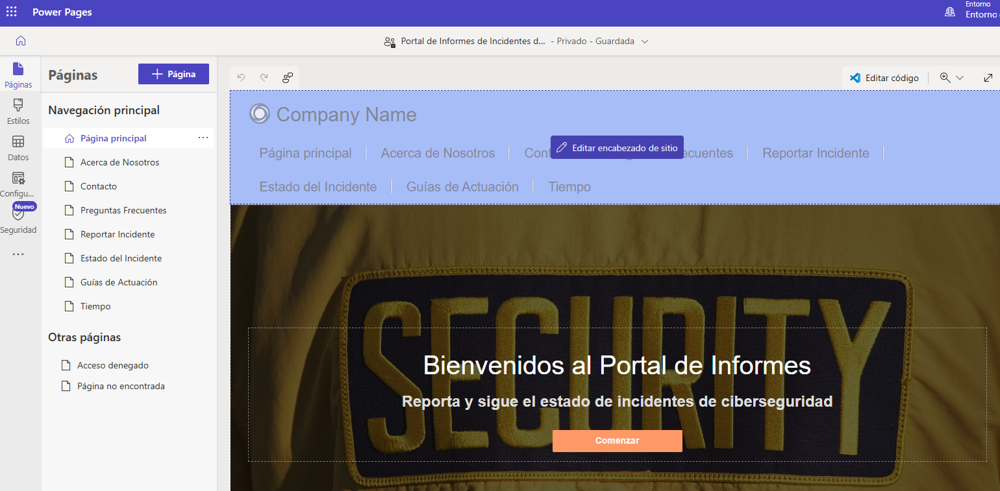 Power Pages
Entorno
Entorno
Portal de Informes de Incidentes d... - Privado - Guardada
Páginas
Estilos
Datos
Configu...
Nuevo
Seguridad
Páginas
Página
Navegación principal
Página principal
Acerca de Nosotros
Contacto
Preguntas Frecuentes
Reportar Incidente
Estado del Incidente
Guías de Actuación
Tiempo
Otras páginas
Acceso denegado
Página no encontrada
Editar código
Company Name
Editar encabezado de sitio
Página principal
Acerca de Nosotros
Cont
ecuentes
Reportar Incidente
Estado del Incidente
Guías de Actuación
Tiempo
SECURITY
Bienvenidos al Portal de Informes
Reporta y sigue el estado de incidentes de ciberseguridad
Comenzar